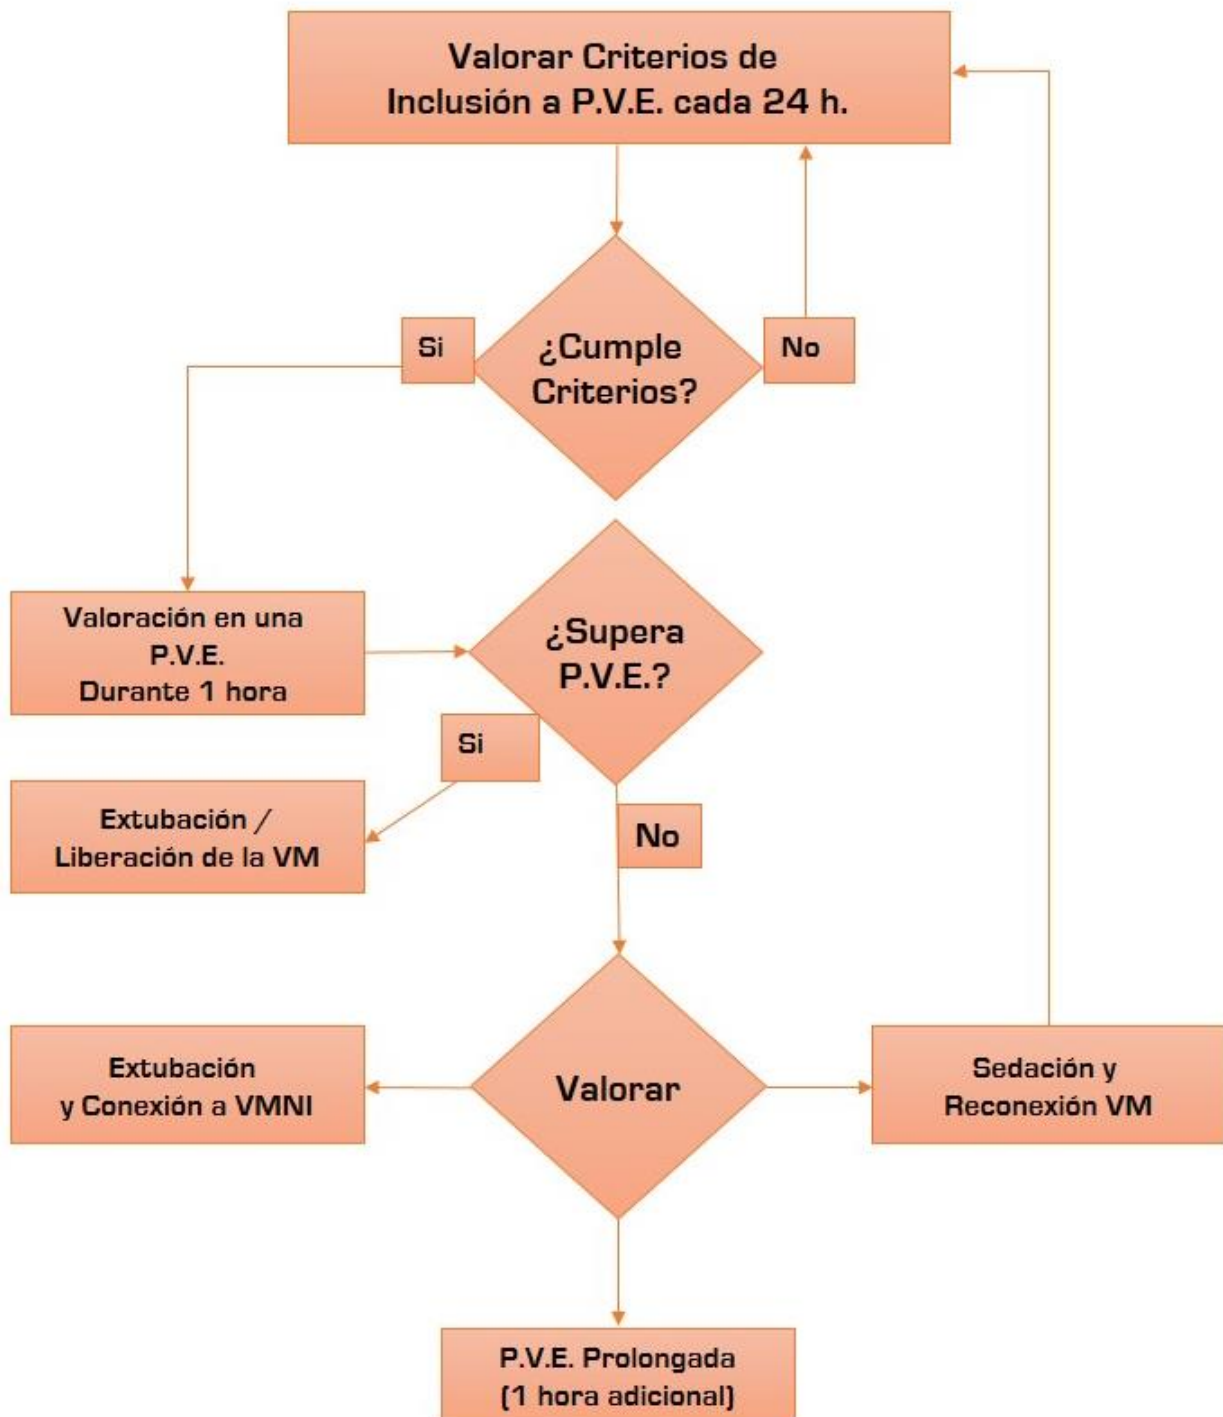 Valorar Criterios de
Inclusión a P.V.E. cada 24 h.
Si
¿Cumple
Criterios?
No
Valoración en una
P.V.E.
Durante 1 hora
¿Supera
P.V.E.?
Si
Extubación /
Liberación de la VM
No
Extubación
y Conexión a VMNI
Valorar
Sedación y
Reconexión VM
P.V.E. Prolongada
(1 hora adicional)